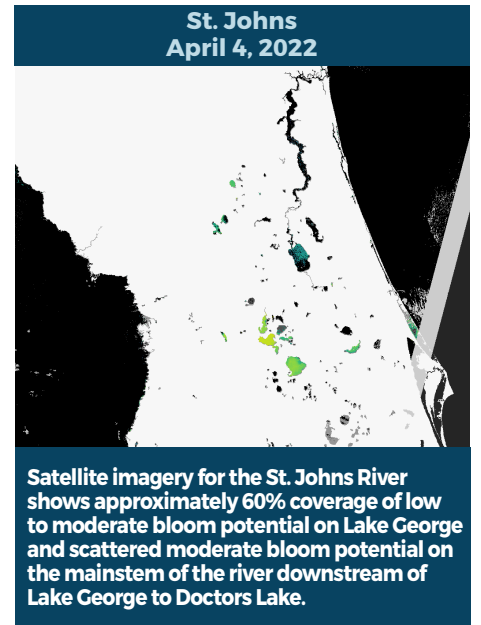 St. Johns
April 4, 2022
Satellite imagery for the St. Johns River
shows approximately 60% coverage of low
to moderate bloom potential on Lake George
and scattered moderate bloom potential on
the mainstem of the river downstream of
Lake George to Doctors Lake.